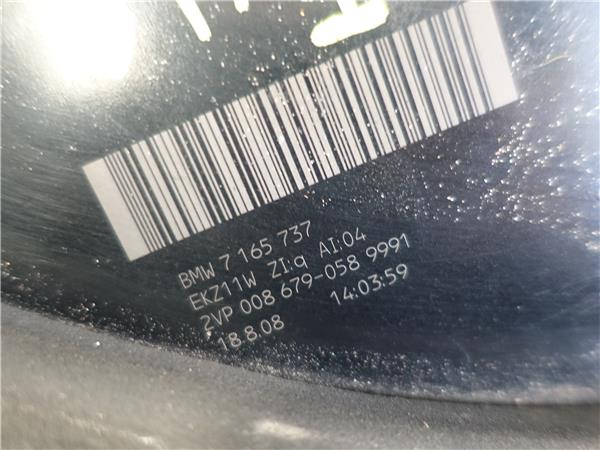 BMW 7 165 737
EKZ11W ZI:q AI:04
2VP 008 679-058 9991
18.8.08 14:03:59